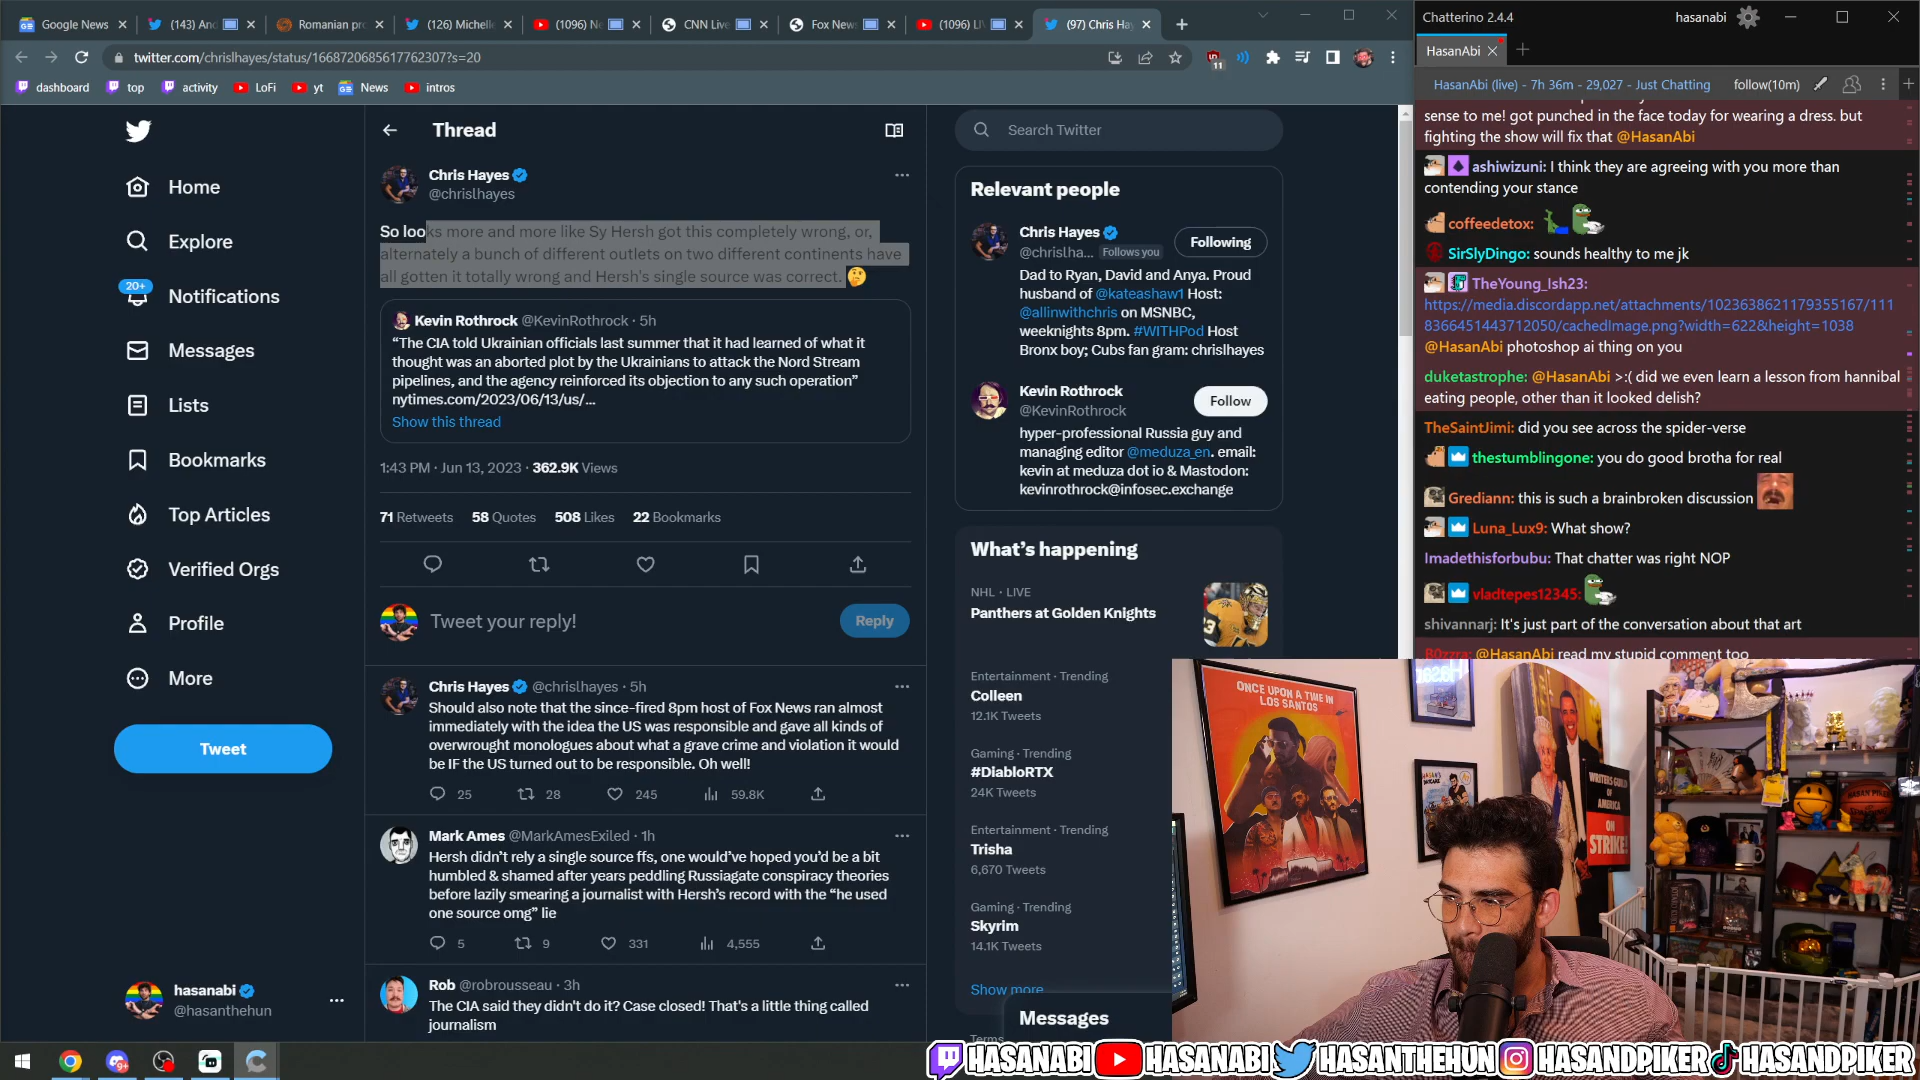 Google News
(143) And
Romanian pro
(126) Michelle
(1096) N
CNN Live
Fox News
(1096) LI
(97) Chris Hay
twitter.com/chrislhayes/status/1668720685617762307?s=20
11
dashboard
top
activity
LoFi
yt
News
intros
Home
Explore
20+
Notifications
Messages
Lists
Bookmarks
Top Articles
Verified Orgs
Profile
More
Tweet
hasanabi
@hasanthehun
Thread
Chris Hayes
@chrislhayes
So looks more and more like Sy Hersh got this completely wrong, or,
alternately a bunch of different outlets on two different continents have
all gotten it totally wrong and Hersh's single source was correct. 🤔
Kevin Rothrock @KevinRothrock · 5h
“The CIA told Ukrainian officials last summer that it had learned of what it
thought was an aborted plot by the Ukrainians to attack the Nord Stream
pipelines, and the agency reinforced its objection to any such operation”
nytimes.com/2023/06/13/us/...
Show this thread
1:43 PM · Jun 13, 2023 · 362.9K Views
71 Retweets 58 Quotes 508 Likes 22 Bookmarks
Tweet your reply!
Reply
Chris Hayes @chrislhayes · 5h
Should also note that the since-fired 8pm host of Fox News ran almost
immediately with the idea the US was responsible and gave all kinds of
overwrought monologues about what a grave crime and violation it would
be IF the US turned out to be responsible. Oh well!
25 28 245 59.8K
Mark Ames @MarkAmesExiled · 1h
Hersh didn’t rely a single source ffs, one would’ve hoped you’d be a bit
humbled & shamed after years peddling Russiagate conspiracy theories
before lazily smearing a journalist with Hersh’s record with the “he used
one source omg” lie
5 9 331 4,555
Rob @robrousseau · 3h
The CIA said they didn't do it? Case closed! That's a little thing called
journalism
Search Twitter
Relevant people
Chris Hayes
@chrislha... Follows you
Following
Dad to Ryan, David and Anya. Proud
husband of @kateashaw1 Host:
@allinwithchris on MSNBC,
weeknights 8pm. #WITHPod Host
Bronx boy; Cubs fan gram: chrislhayes
Kevin Rothrock
@KevinRothrock
Follow
hyper-professional Russia guy and
managing editor @meduza_en. email:
kevin at meduza dot io & Mastodon:
kevinrothrock@infosec.exchange
What’s happening
NHL · LIVE
Panthers at Golden Knights
Entertainment · Trending
Colleen
12.1K Tweets
Gaming · Trending
#DiabloRTX
24K Tweets
Entertainment · Trending
Trisha
6,670 Tweets
Gaming · Trending
Skyrim
14.1K Tweets
Show more
Terms
Messages
Chatterino 2.4.4
hasanabi
HasanAbi
HasanAbi (live) - 7h 36m - 29,027 - Just Chatting
follow(10m)
sense to me! got punched in the face today for wearing a dress. but
fighting the show will fix that @HasanAbi
ashiwizuni: I think they are agreeing with you more than
contending your stance
coffeedetox:
SirSlyDingo: sounds healthy to me jk
TheYoung_Ish23:
https://media.discordapp.net/attachments/1023638621179355167/111
8366451443712050/cachedImage.png?width=622&height=1038
@HasanAbi photoshop ai thing on you
duketastrophe: @HasanAbi >:( did we even learn a lesson from hannibal
eating people, other than it looked delish?
TheSaintJimi: did you see across the spider-verse
thestumblingone: you do good brotha for real
Grediann: this is such a brainbroken discussion
Luna_Lux9: What show?
Imadethisforbubu: That chatter was right NOP
vladtepes12345:
shivannarj: It's just part of the conversation about that art
B0zzra: @HasanAbi read my stupid comment too
ONCE UPON A TIME IN
LOS SANTOS
WRITERS GUILD
OF
AMERICA
ON
STRIKE!
HASANABI HASANABI HASANTHEHUN HASANDPIKER HASANDPIKER